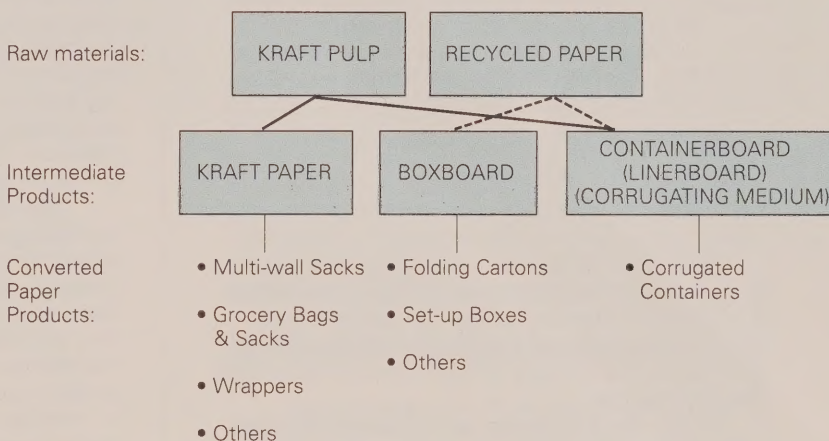 Raw materials:
KRAFT PULP
RECYCLED PAPER
Intermediate
Products:
KRAFT PAPER
BOXBOARD
CONTAINERBOARD
(LINERBOARD)
(CORRUGATING MEDIUM)
Converted
Paper
Products:
• Multi-wall Sacks
• Grocery Bags
& Sacks
• Wrappers
• Others
• Folding Cartons
• Set-up Boxes
• Others
• Corrugated
Containers